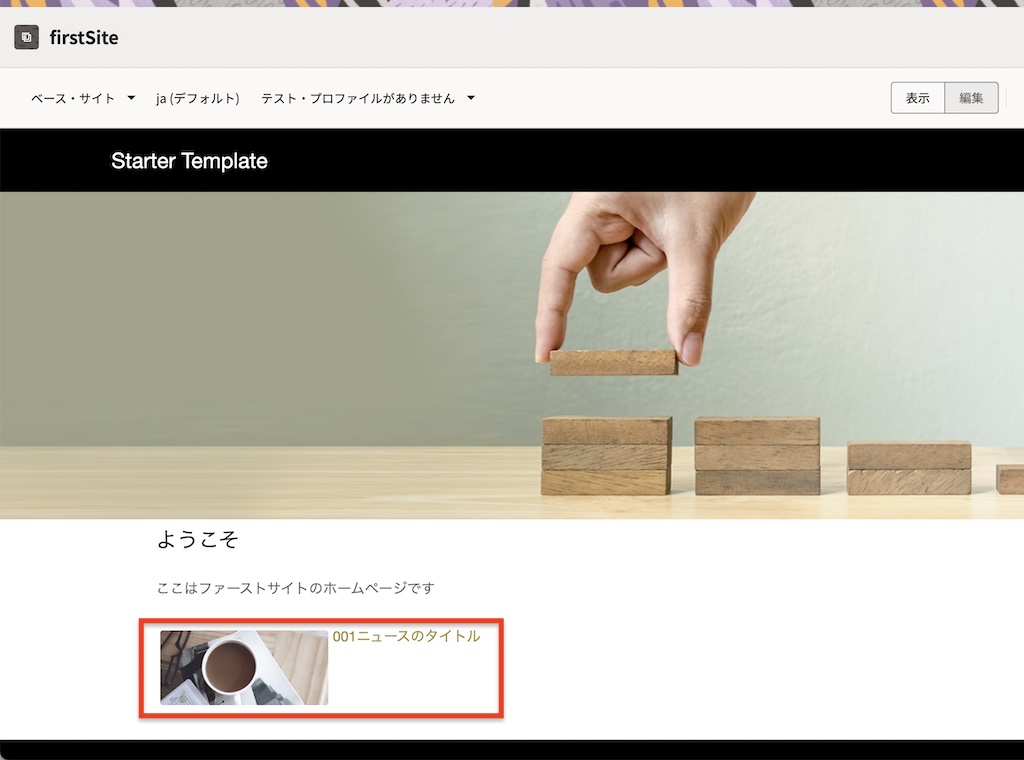 firstSite
ベース・サイト ja (デフォルト) テスト・プロファイルがありません 表示 編集
Starter Template
ようこそ
ここはファーストサイトのホームページです
001ニュースのタイトル